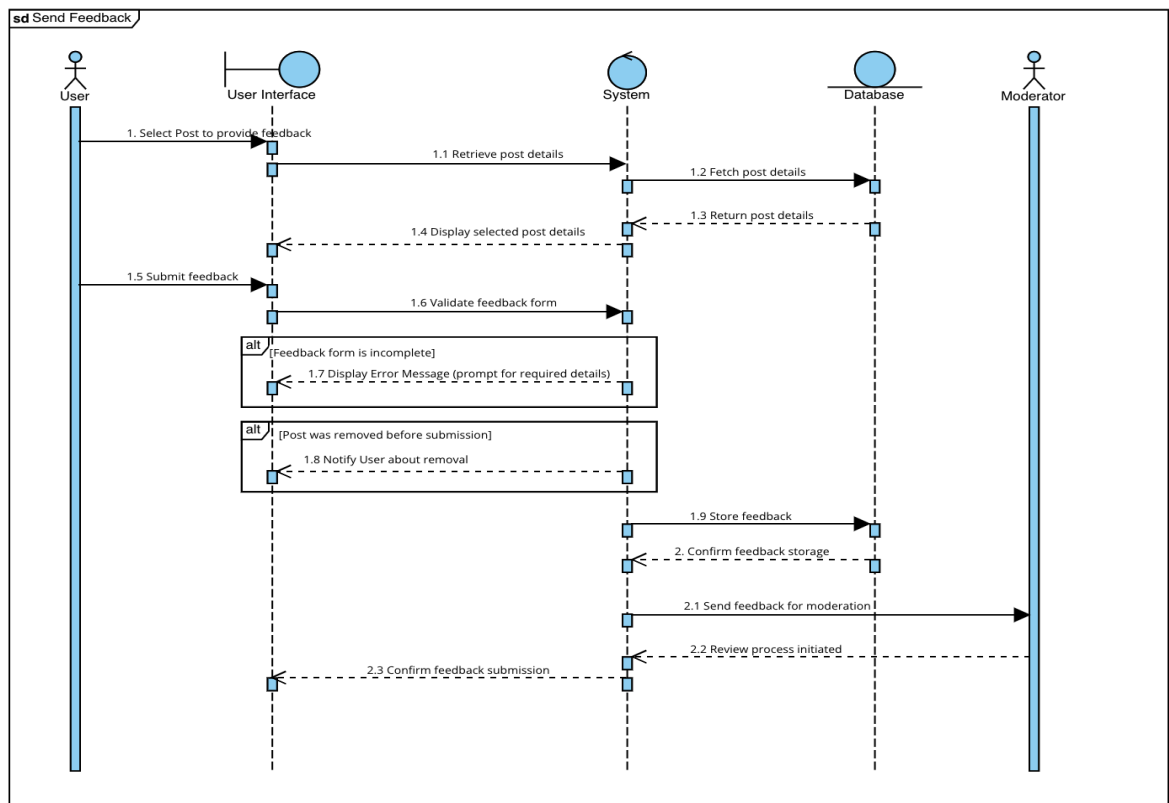 sd Send Feedback
User
User Interface
System
Database
Moderator
1. Select Post to provide feedback
1.1 Retrieve post details
1.2 Fetch post details
1.3 Return post details
1.4 Display selected post details
1.5 Submit feedback
1.6 Validate feedback form
alt
[Feedback form is incomplete]
1.7 Display Error Message (prompt for required details)
alt
[Post was removed before submission]
1.8 Notify User about removal
1.9 Store feedback
2. Confirm feedback storage
2.1 Send feedback for moderation
2.2 Review process initiated
2.3 Confirm feedback submission